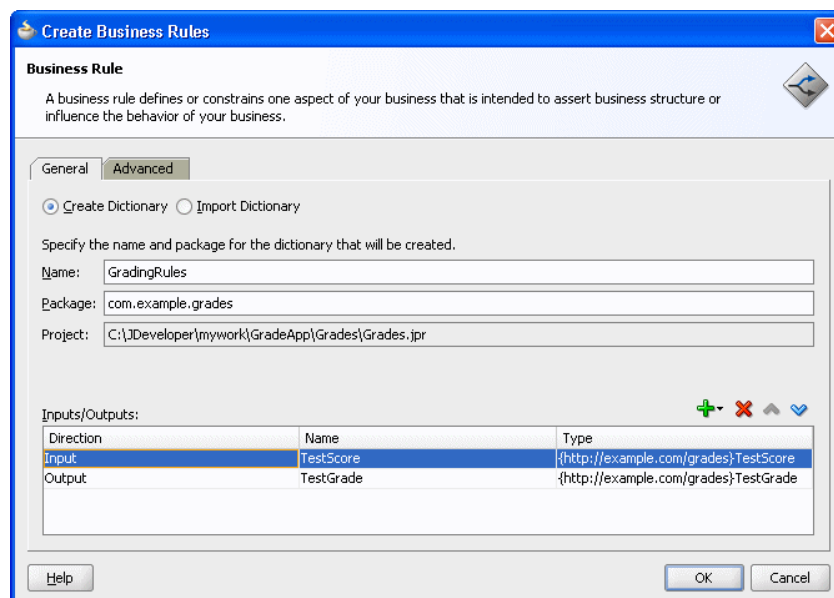 Create Business Rules
Business Rule
A business rule defines or constrains one aspect of your business that is intended to assert business structure or
influence the behavior of your business.
General Advanced
Create Dictionary Import Dictionary
Specify the name and package for the dictionary that will be created.
Name: GradingRules
Package: com.example.grades
Project: C:\JDeveloper\mywork\GradeApp\Grades\Grades.jpr
Inputs/Outputs:
Direction Name Type
Input TestScore {http://example.com/grades}TestScore
Output TestGrade {http://example.com/grades}TestGrade
Help OK Cancel